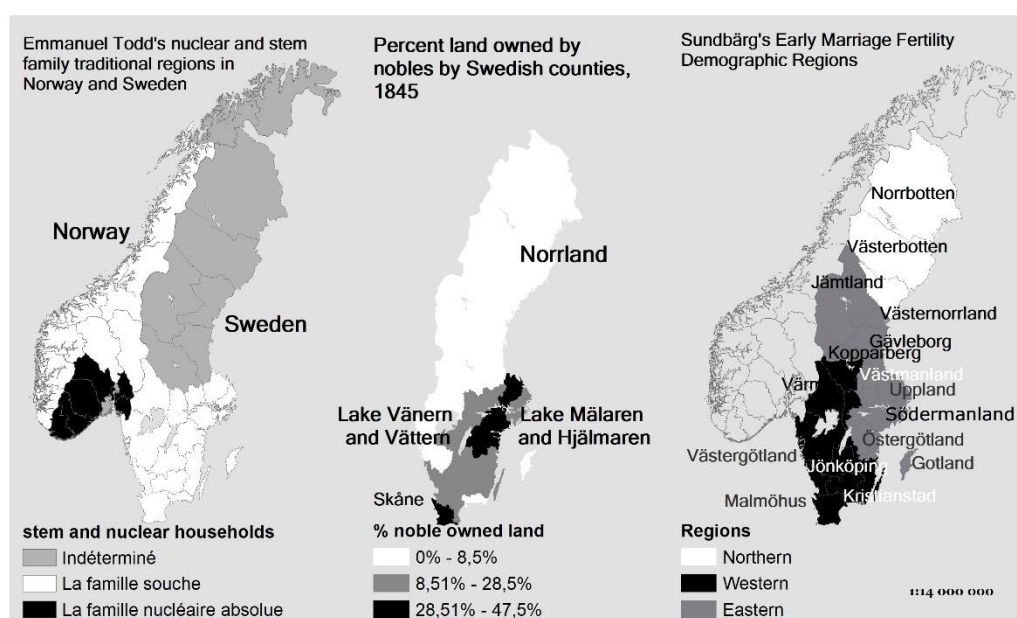 Emmanuel Todd's nuclear and stem
family traditional regions in
Norway and Sweden
Norway
Sweden
stem and nuclear households
Indéterminé
La famille souche
La famille nucléaire absolue
Percent land owned by
nobles by Swedish counties,
1845
Norrland
Lake Vänern
and Vättern
Lake Mälaren
and Hjälmaren
Skåne
% noble owned land
0% - 8,5%
8,51% - 28,5%
28,51% - 47,5%
Sundbärg's Early Marriage Fertility
Demographic Regions
Norrbotten
Västerbotten
Jämtland
Västernorrland
Gävleborg
Kopparberg
Västmanland
Värm
Uppland
Södermanland
Östergötland
Västergötland
Jönköping
Gotland
Malmöhus
Kristianstad
Regions
Northern
Western
Eastern
1:14 000 000